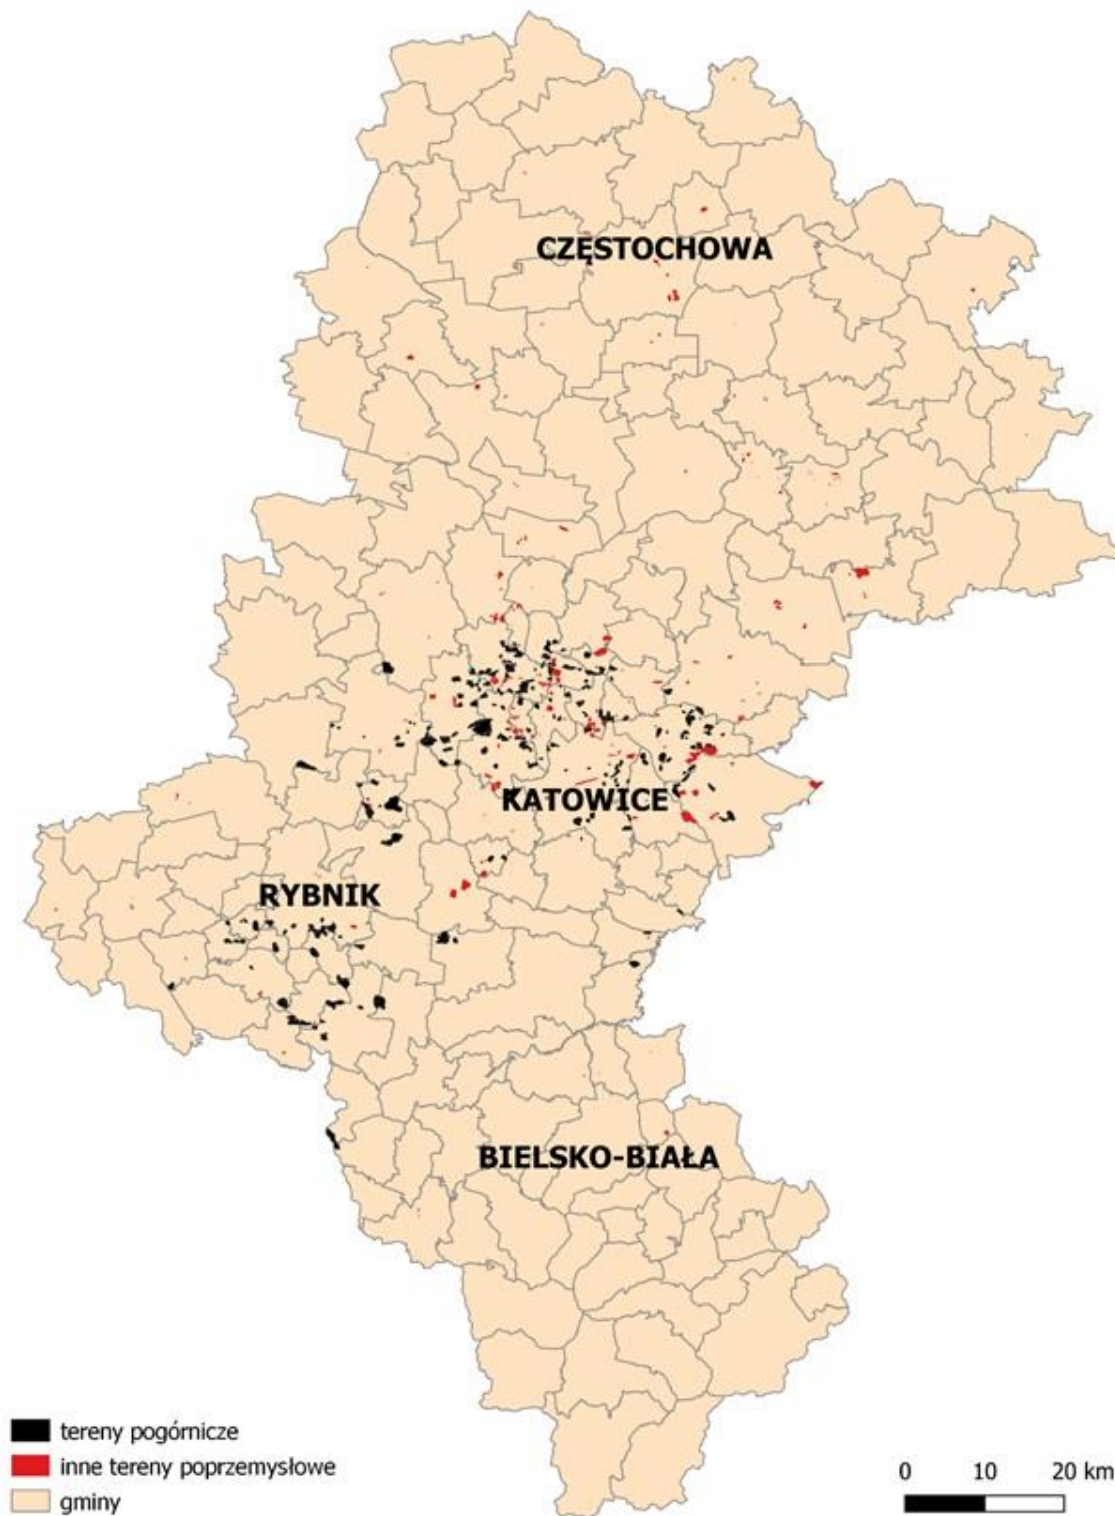 CZĘSTOCHOWA
KATOWICE
RYBNIK
BIELSKO-BIAŁA
tereny pogórnicze
inne tereny poprzemysłowe
gminy
0 10 20 km